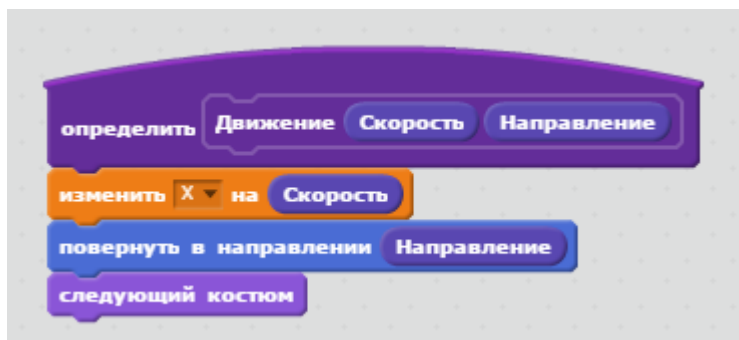 определить Движение Скорость Направление
изменить X на Скорость
повернуть в направлении Направление
следующий костюм